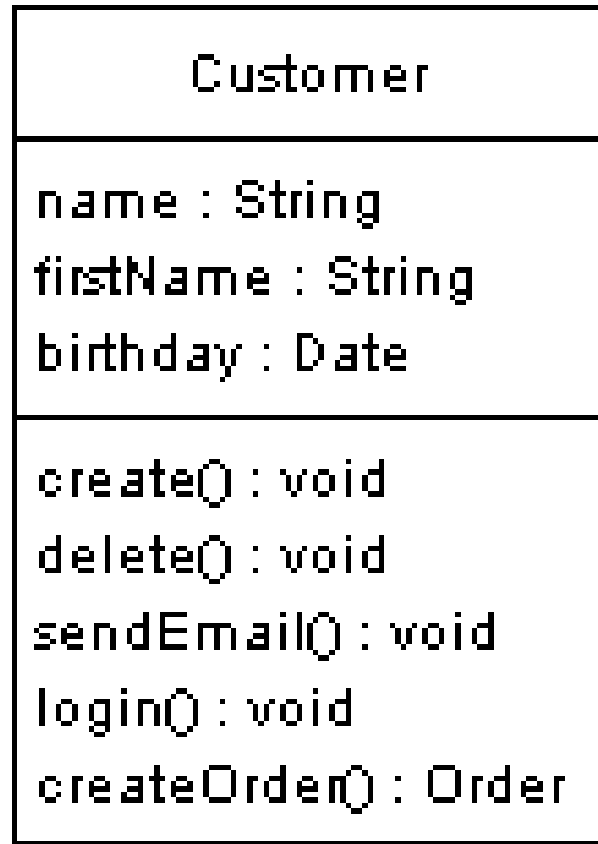 Customer
name : String
firstName : String
birthday : Date
create() : void
delete() : void
sendEmail() : void
login() : void
createOrder() : Order